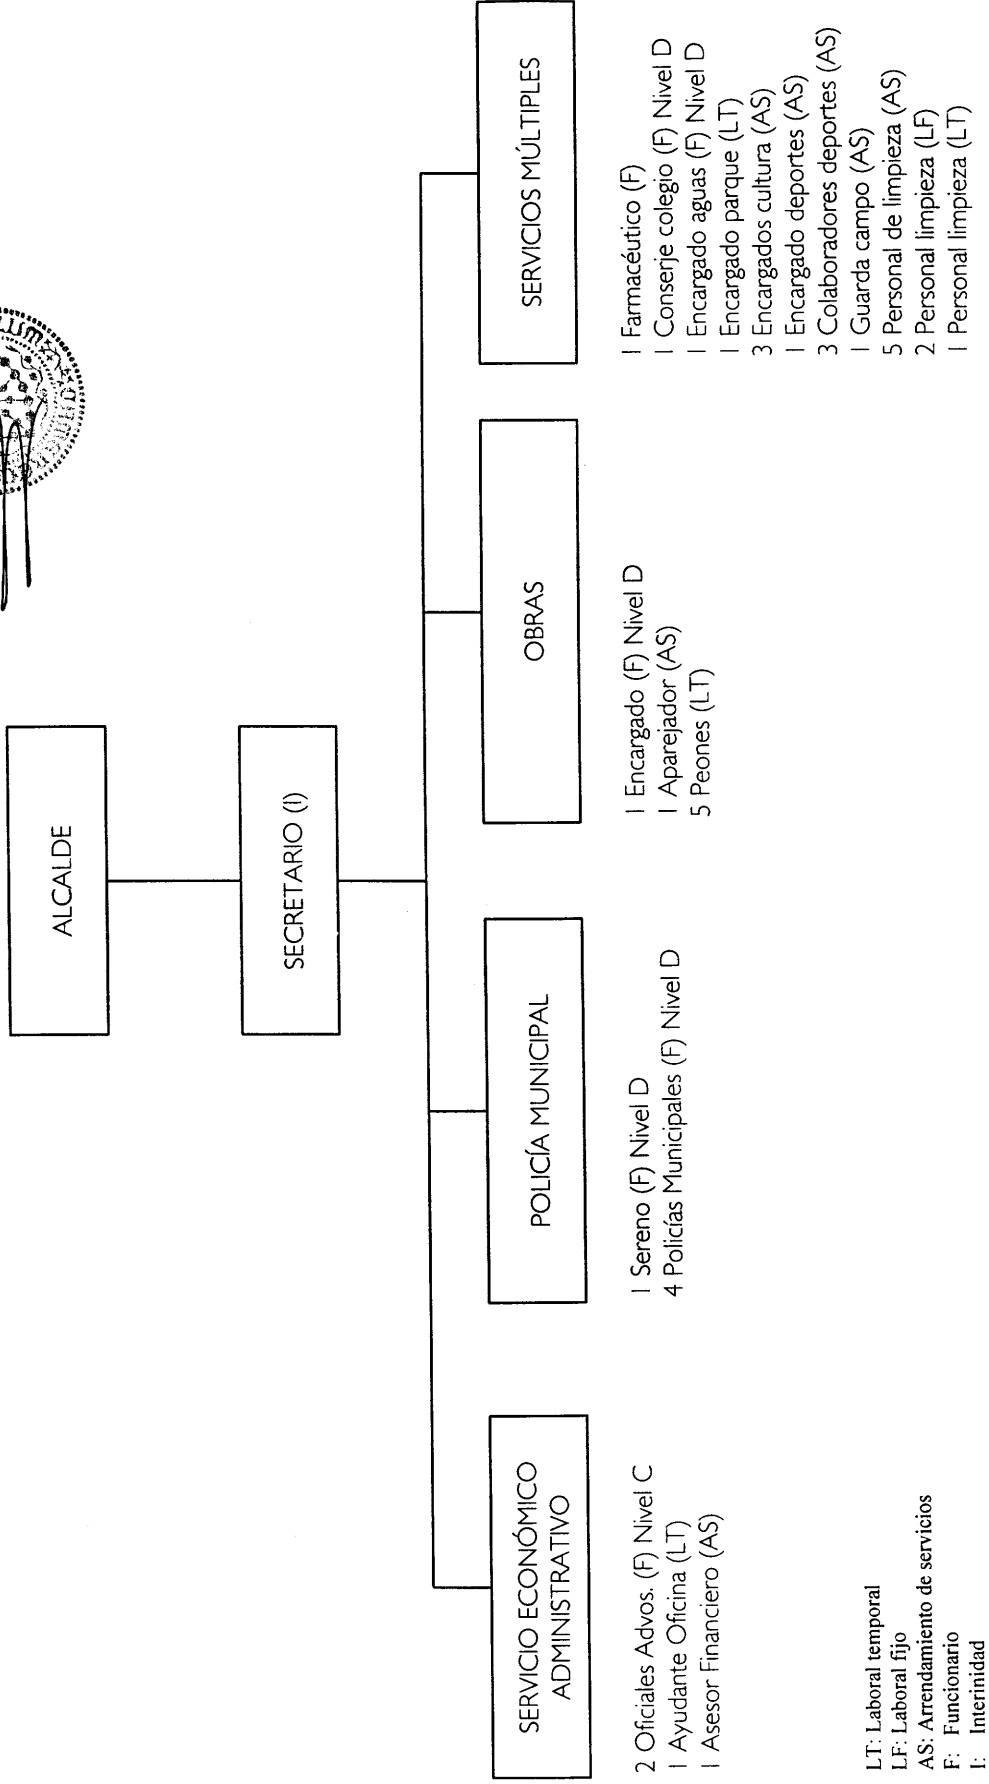 ALCALDE
SECRETARIO (I)
SERVICIO ECONÓMICO
ADMINISTRATIVO
2 Oficiales Advos. (F) Nivel C
1 Ayudante Oficina (LT)
1 Asesor Financiero (AS)
POLICÍA MUNICIPAL
1 Sereno (F) Nivel D
4 Policías Municipales (F) Nivel D
OBRAS
1 Encargado (F) Nivel D
1 Aparejador (AS)
5 Peones (LT)
SERVICIOS MÚLTIPLES
1 Farmacéutico (F)
1 Conserje colegio (F) Nivel D
1 Encargado aguas (F) Nivel D
1 Encargado parque (LT)
3 Encargados cultura (AS)
1 Encargado deportes (AS)
3 Colaboradores deportes (AS)
1 Guarda campo (AS)
5 Personal de limpieza (AS)
2 Personal limpieza (LF)
1 Personal limpieza (LT)
LT: Laboral temporal
LF: Laboral fijo
AS: Arrendamiento de servicios
F: Funcionario
I: Interinidad